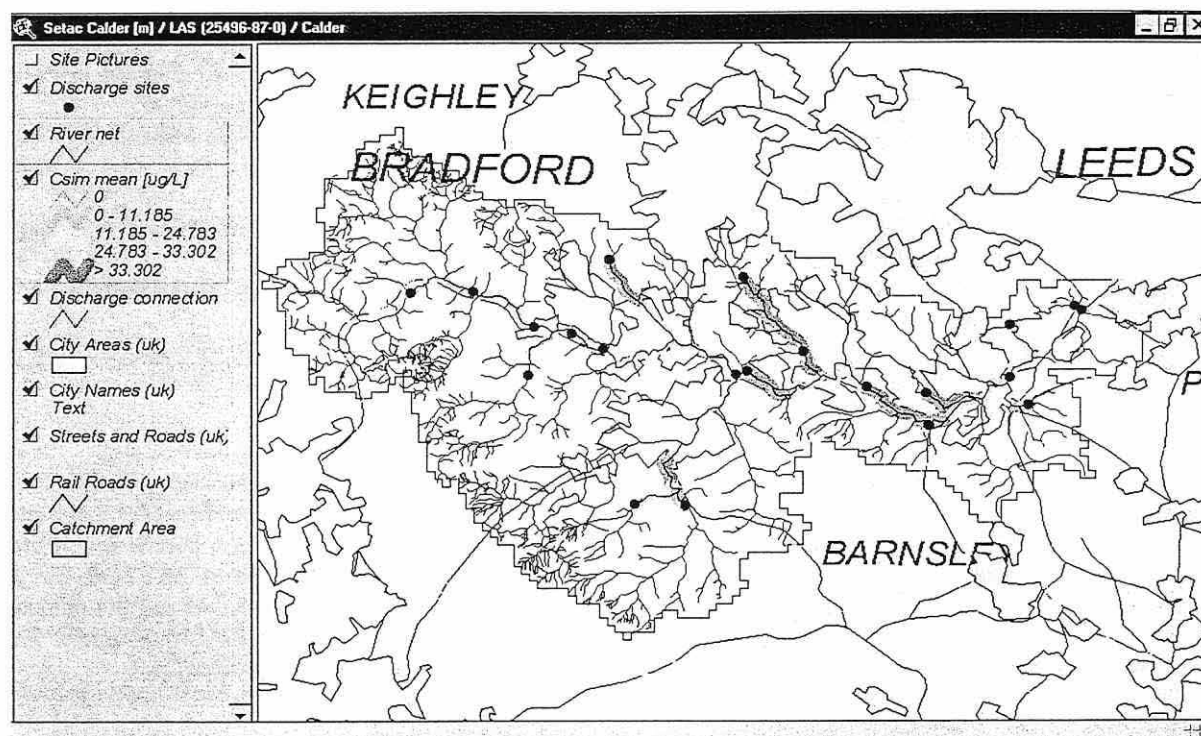 Setac Calder [m] / LAS (25496-87-0) / Calder
Site Pictures
Discharge sites
River net
Csim mean [ug/L]
0
0 - 11.185
11.185 - 24.783
24.783 - 33.302
> 33.302
Discharge connection
City Areas (uk)
City Names (uk)
Text
Streets and Roads (uk)
Rail Roads (uk)
Catchment Area
KEIGHLEY
BRADFORD
LEEDS
P
BARNSLEY